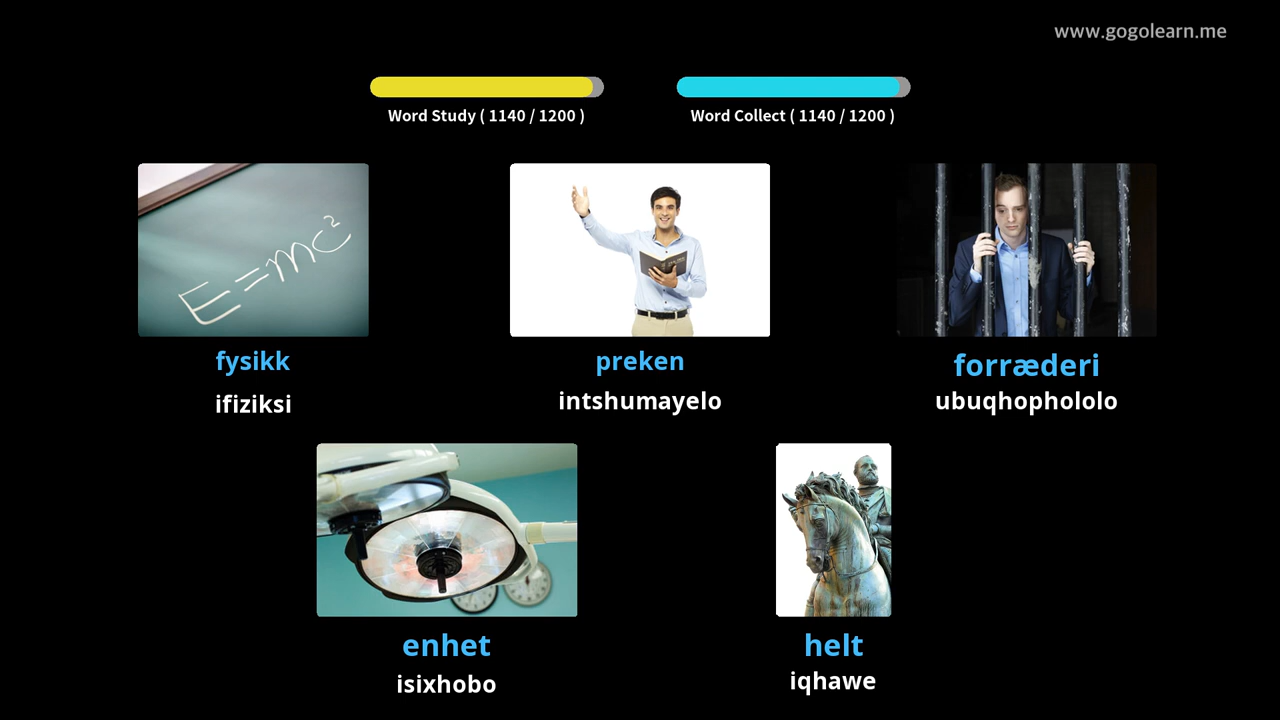 www.gogolearn.me
Word Study ( 1140 / 1200 )
Word Collect ( 1140 / 1200 )
E=mc²
fysikk
ifiziksi
preken
intshumayelo
forræderi
ubuqhophololo
enhet
isixhobo
helt
iqhawe